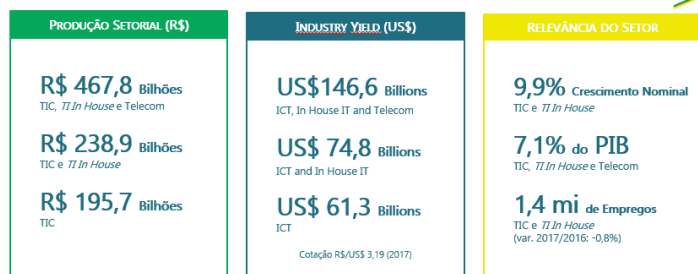 PRODUÇÃO SETORIAL (R$)
R$ 467,8 Bilhões
TIC, TI In House e Telecom
R$ 238,9 Bilhões
TIC e TI In House
R$ 195,7 Bilhões
TIC
INDUSTRY YIELD (US$)
US$146,6 Billions
ICT, In House IT and Telecom
US$ 74,8 Billions
ICT and In House IT
US$ 61,3 Billions
ICT
Cotação R$/US$ 3,19 (2017)
RELEVÂNCIA DO SETOR
9,9% Crescimento Nominal
TIC e TI In House
7,1% do PIB
TIC, TI In House e Telecom
1,4 mi de Empregos
TIC e TI In House
(var. 2017/2016: -0,8%)